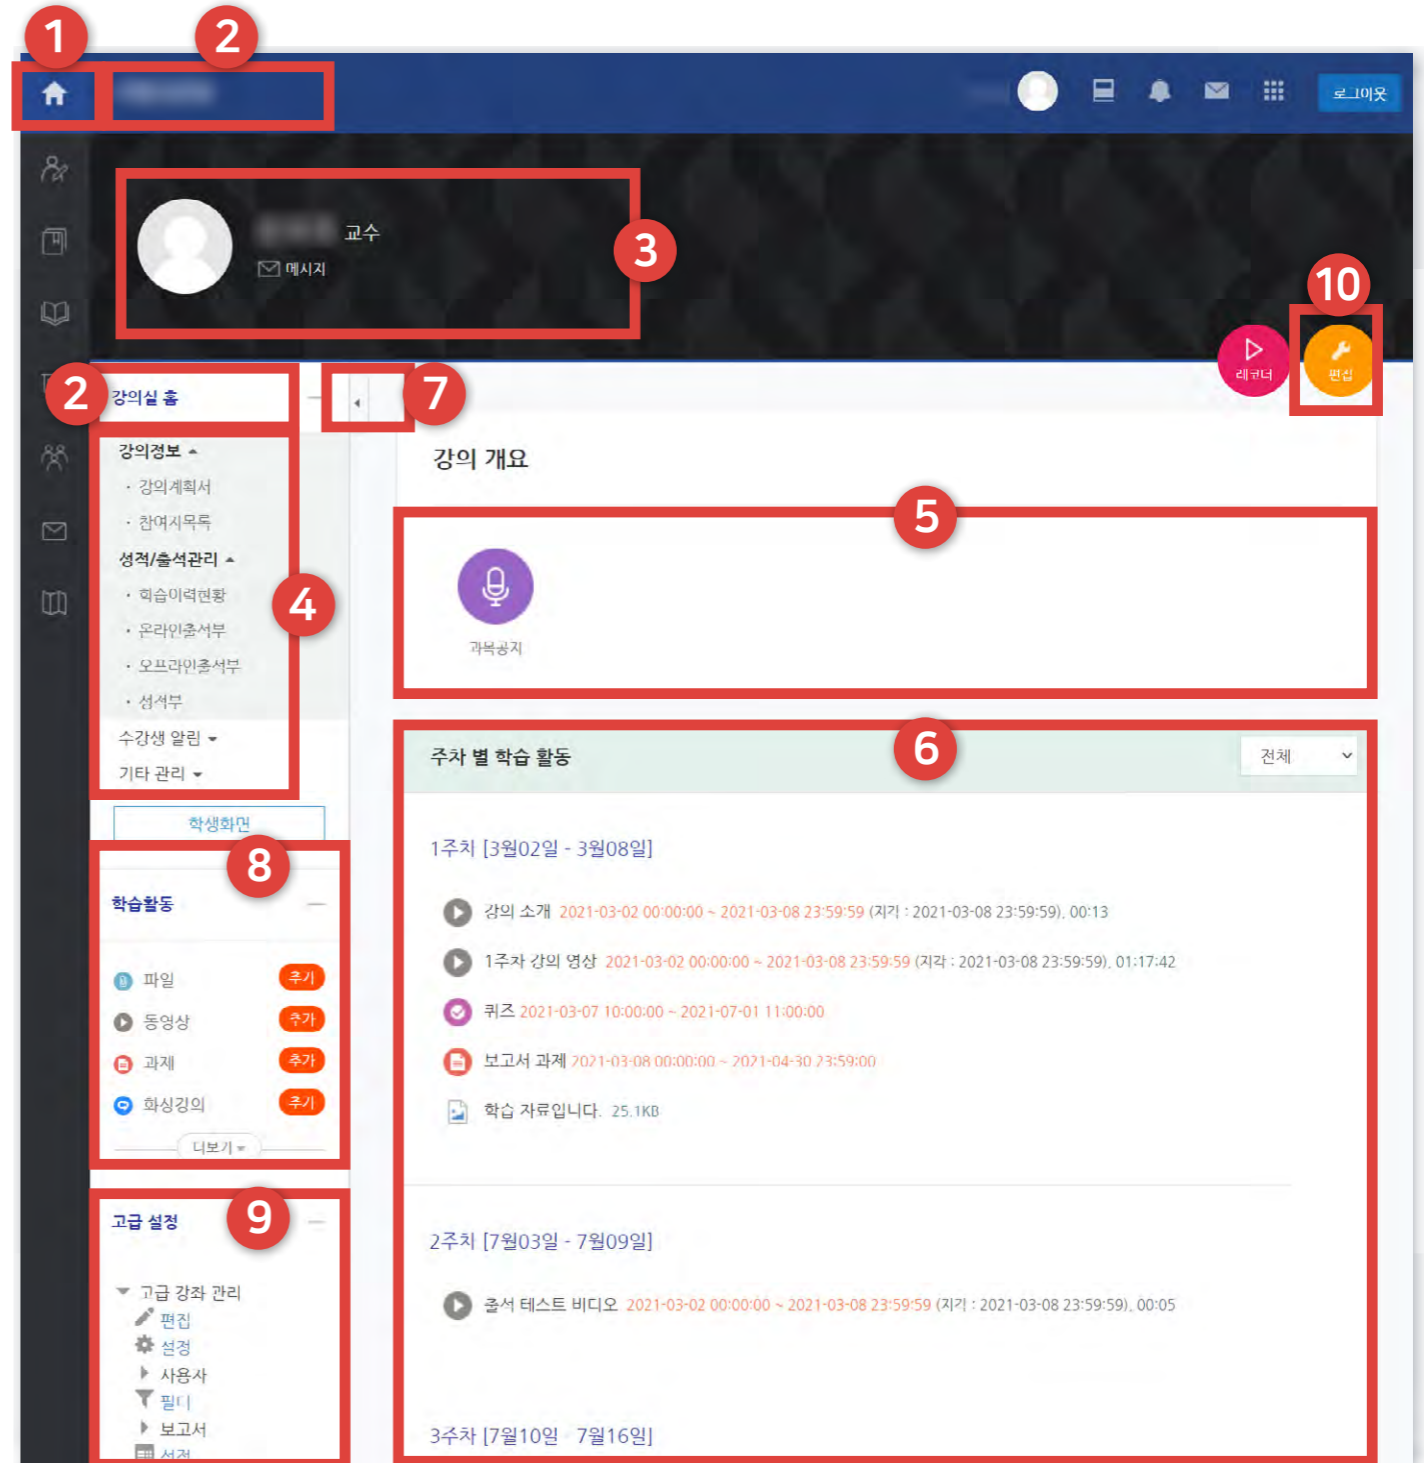 1
2
로그아웃
교수
메시지
3
10
레코더
편집
2
강의실 홈
7
강의정보
강의 개요
· 강의계획서
· 참여자목록
5
성적/출석관리
· 학습이력현황
4
· 온라인출석부
· 오프라인출석부
· 성적부
과목공지
수강생 알림
기타 관리
주차 별 학습 활동
6
전체
학생화면
8
1주차 [3월02일 - 3월08일]
학습활동
강의 소개 2021-03-02 00:00:00 ~ 2021-03-08 23:59:59 (지각 : 2021-03-08 23:59:59), 00:13
1주차 강의 영상 2021-03-02 00:00:00 ~ 2021-03-08 23:59:59 (지각 : 2021-03-08 23:59:59), 01:17:42
파일 추가
퀴즈 2021-03-07 10:00:00 ~ 2021-07-01 11:00:00
동영상 추가
과제 추가
보고서 과제 2021-03-08 00:00:00 ~ 2021-04-30 23:59:00
화상강의 추가
학습 자료입니다. 25.1KB
더보기
고급 설정
9
2주차 [7월03일 - 7월09일]
고급 강좌 관리
편집
출석 테스트 비디오 2021-03-02 00:00:00 ~ 2021-03-08 23:59:59 (지각 : 2021-03-08 23:59:59), 00:05
설정
사용자
필터
보고서
3주차 [7월10일 - 7월16일]